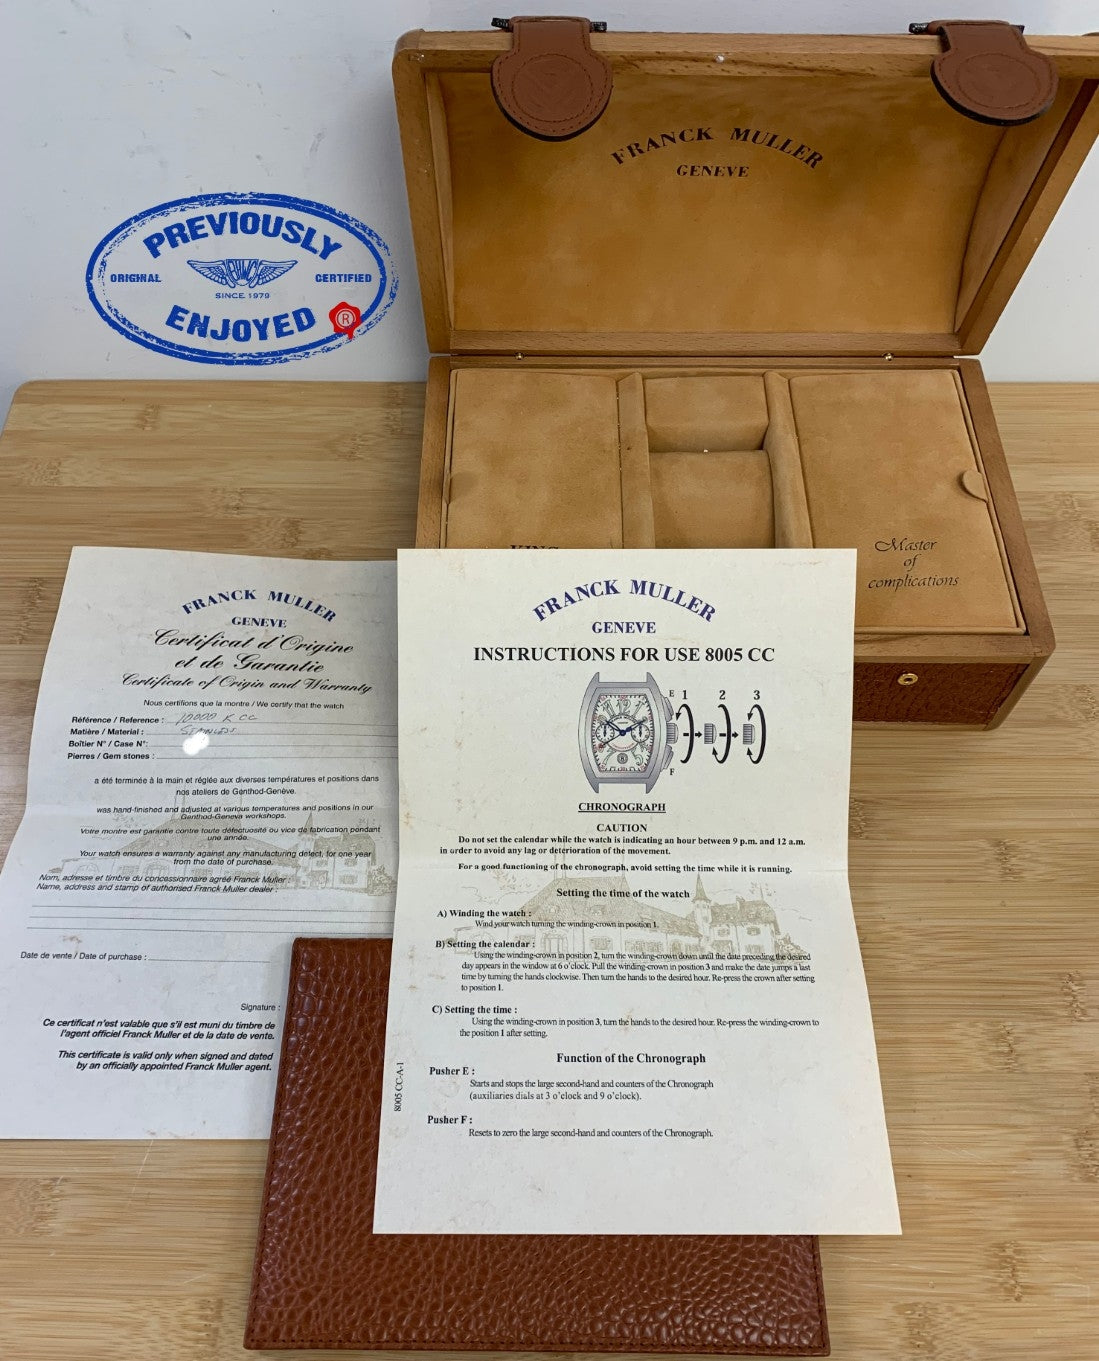 FRANCK MULLER
GENEVE
PREVIOUSLY
ORIGINAL
CERTIFIED
SINCE 1979
ENJOYED
R
KING
Master
of
complications
FRANCK MULLER
GENEVE
Certificat d'Origine
et de Garantie
Certificate of Origin and Warranty
Nous certifions que la montre / We certify that the watch
Référence / Reference : 10000 K CC
Matière / Material :
Boîtier N° / Case N°:
Pierres / Gem stones :
a été terminée à la main et réglée aux diverses températures et positions dans
nos ateliers de Genthod-Genève.
was hand-finished and adjusted at various temperatures and positions in our
Genthod-Geneva workshops.
Votre montre est garantie contre toute défectuosité ou vice de fabrication pendant
une année.
Your watch ensures a warranty against any manufacturing defect, for one year
from the date of purchase.
Nom, adresse et timbre du concessionnaire agréé Franck Muller :
Name, address and stamp of authorised Franck Muller dealer :
Date de vente / Date of purchase :
Signature :
Ce certificat n'est valable que s'il est muni du timbre de
l'agent officiel Franck Muller et de la date de vente.
This certificate is valid only when signed and dated
by an officially appointed Franck Muller agent.
FRANCK MULLER
GENEVE
INSTRUCTIONS FOR USE 8005 CC
E 1 2 3
F
CHRONOGRAPH
CAUTION
Do not set the calendar while the watch is indicating an hour between 9 p.m. and 12 a.m.
in order to avoid any lag or deterioration of the movement.
For a good functioning of the chronograph, avoid setting the time while it is running.
Setting the time of the watch
A) Winding the watch :
Wind your watch turning the winding-crown in position 1.
B) Setting the calendar :
Using the winding-crown in position 2, turn the winding-crown down until the date preceding the desired
day appears in the window at 6 o'clock. Pull the winding-crown in position 3 and make the date jumps a last
time by turning the hands clockwise. Then turn the hands to the desired hour. Re-press the crown after setting
to position 1.
C) Setting the time :
Using the winding-crown in position 3, turn the hands to the desired hour. Re-press the winding-crown to
the position 1 after setting.
Function of the Chronograph
Pusher E :
Starts and stops the large second-hand and counters of the Chronograph
(auxiliaries dials at 3 o'clock and 9 o'clock).
Pusher F :
Resets to zero the large second-hand and counters of the Chronograph.
8005 CC-A-1